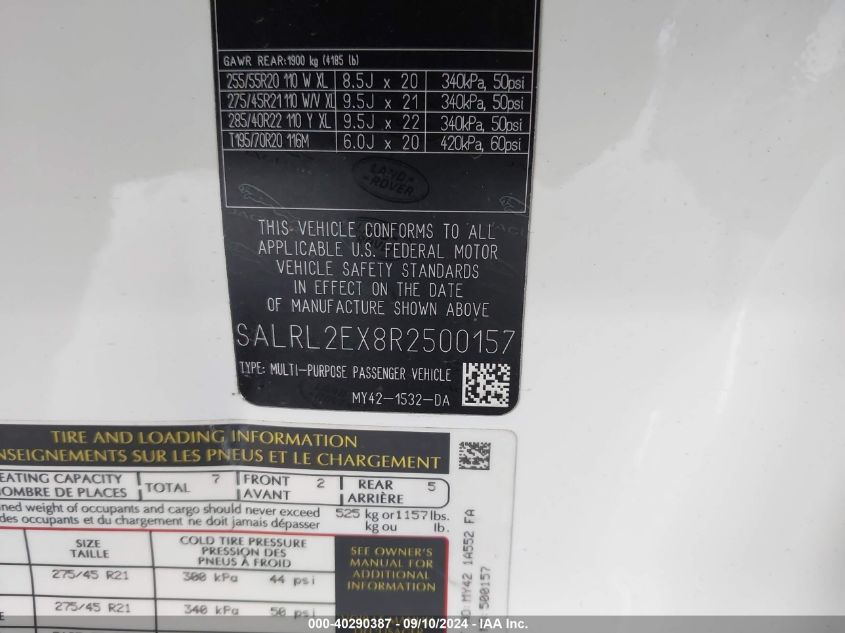 GAWR REAR:1900 kg (4185 lb)
255/55R20 110 W XL 8.5J x 20 340kPa, 50psi
275/45R21 110 W/V XL 9.5J x 21 340kPa, 50psi
285/40R22 110 Y XL 9.5J x 22 340kPa, 50psi
T195/70R20 116M 6.0J x 20 420kPa, 60psi
LAND
ROVER
THIS VEHICLE CONFORMS TO ALL
APPLICABLE U.S. FEDERAL MOTOR
VEHICLE SAFETY STANDARDS
IN EFFECT ON THE DATE
OF MANUFACTURE SHOWN ABOVE
SALRL2EX8R2500157
TYPE: MULTI-PURPOSE PASSENGER VEHICLE
MY42-1532-DA
TIRE AND LOADING INFORMATION
NSEIGNEMENTS SUR LES PNEUS ET LE CHARGEMENT
EATING CAPACITY TOTAL 7 FRONT 2 REAR 5
OMBRE DE PLACES AVANT ARRIÈRE
ned weight of occupants and cargo should never exceed 525 kg or 1157 lbs.
des occupants et du chargement ne doit jamais dépasser kg ou lb.
SIZE
TAILLE
COLD TIRE PRESSURE
PRESSION DES
PNEUS À FROID
275/45 R21 300 kPa 44 psi
275/45 R21 340 kPa 50 psi
SEE OWNER'S
MANUAL FOR
ADDITIONAL
INFORMATION
MY42 1A552 FA
500157
000-40290387 - 09/10/2024 - IAA Inc.